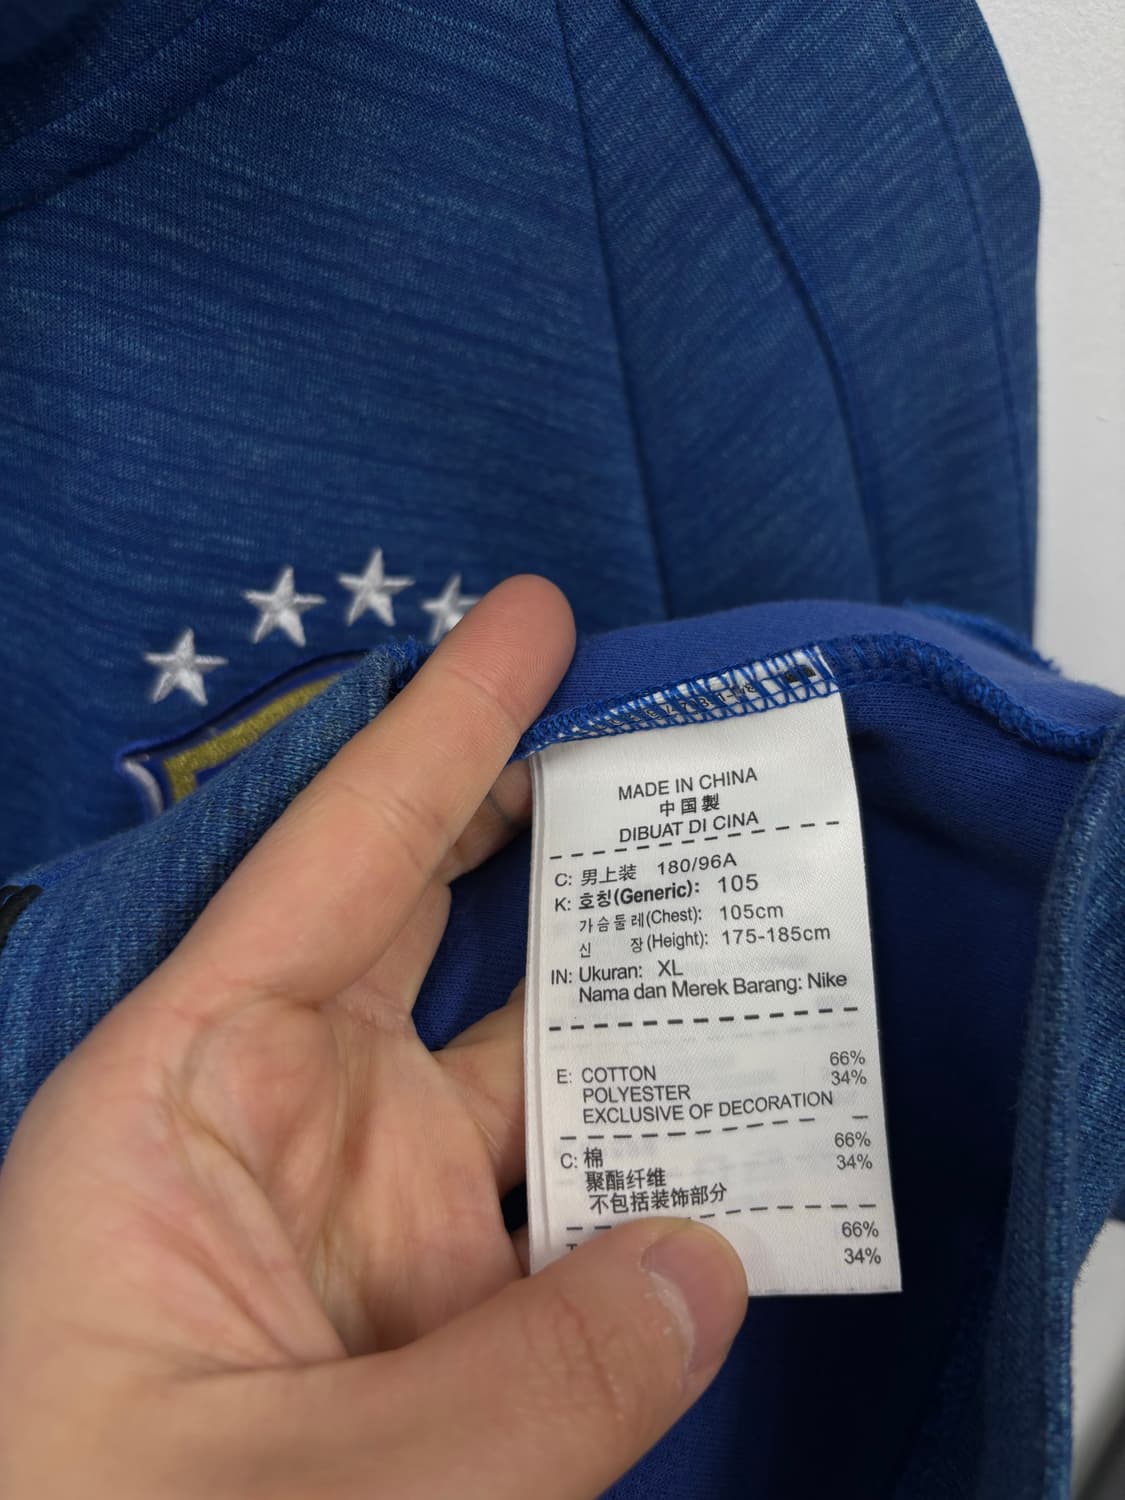 MADE IN CHINA
中国製
DIBUAT DI CINA
C: 男上装 180/96A
K: 호칭(Generic): 105
가슴둘레(Chest): 105cm
신 장(Height): 175-185cm
IN: Ukuran: XL
Nama dan Merek Barang: Nike
E: COTTON 66%
POLYESTER 34%
EXCLUSIVE OF DECORATION
C: 棉 66%
聚酯纤维 34%
不包括装饰部分
66%
34%